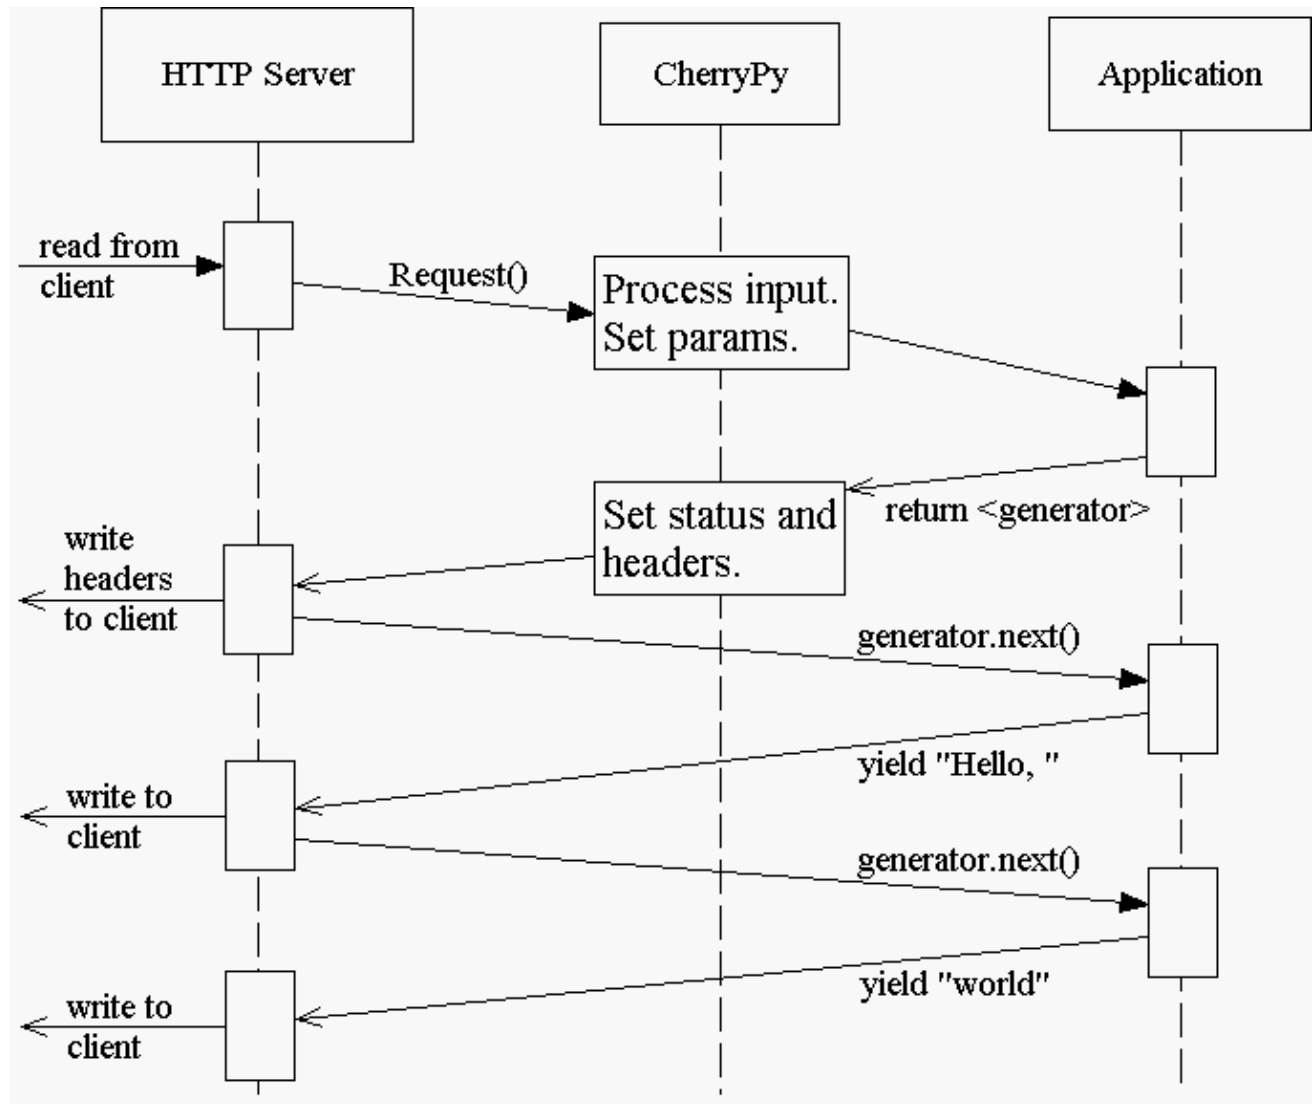 HTTP Server
CherryPy
Application
read from
client
Request()
Process input.
Set params.
return <generator>
Set status and
headers.
write
headers
to client
generator.next()
yield "Hello, "
write to
client
generator.next()
yield "world"
write to
client